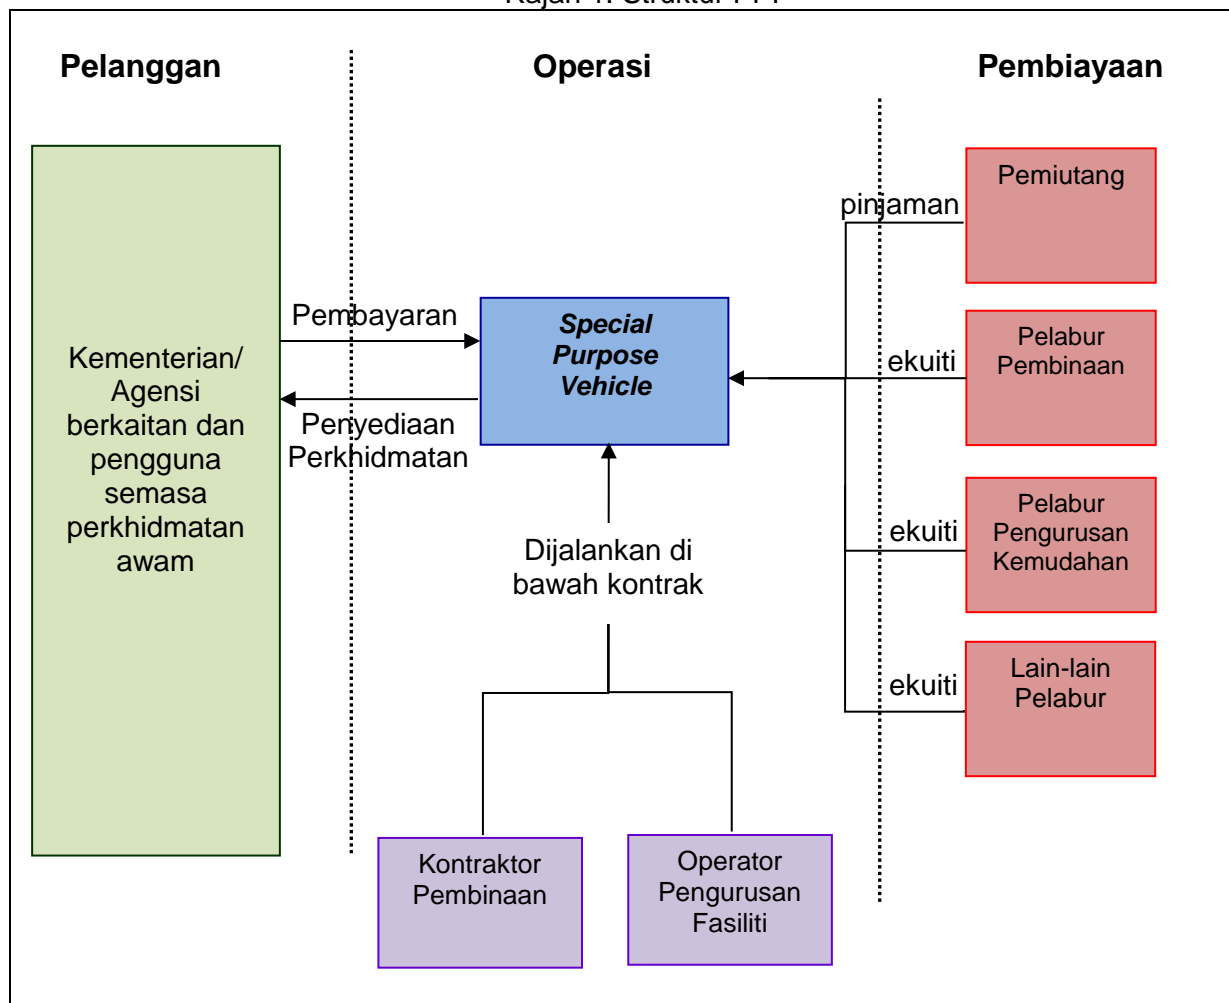 Pelanggan
Operasi
Pembiayaan
Kementerian/
Agensi
berkaitan dan
pengguna
semasa
perkhidmatan
awam
Pembayaran
Penyediaan
Perkhidmatan
Special
Purpose
Vehicle
Dijalankan di
bawah kontrak
Kontraktor
Pembinaan
Operator
Pengurusan
Fasiliti
pinjaman
Pemiutang
ekuiti
Pelabur
Pembinaan
ekuiti
Pelabur
Pengurusan
Kemudahan
ekuiti
Lain-lain
Pelabur